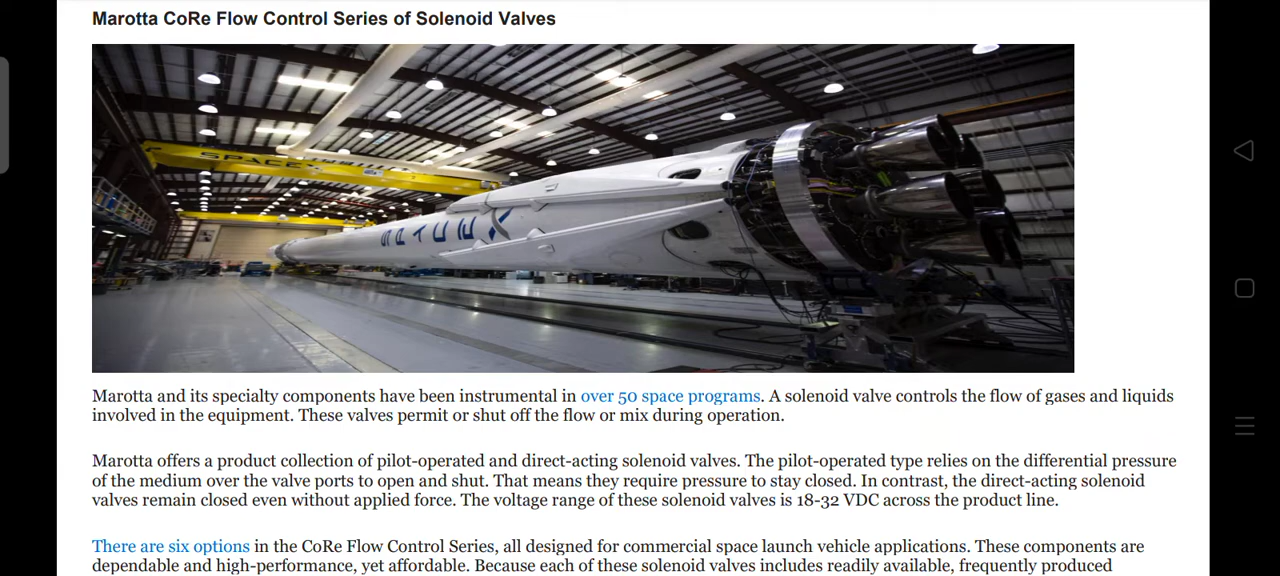 Marotta CoRe Flow Control Series of Solenoid Valves
SPACEX
SPACEX
Marotta and its specialty components have been instrumental in over 50 space programs. A solenoid valve controls the flow of gases and liquids
involved in the equipment. These valves permit or shut off the flow or mix during operation.
Marotta offers a product collection of pilot-operated and direct-acting solenoid valves. The pilot-operated type relies on the differential pressure
of the medium over the valve ports to open and shut. That means they require pressure to stay closed. In contrast, the direct-acting solenoid
valves remain closed even without applied force. The voltage range of these solenoid valves is 18-32 VDC across the product line.
There are six options in the CoRe Flow Control Series, all designed for commercial space launch vehicle applications. These components are
dependable and high-performance, yet affordable. Because each of these solenoid valves includes readily available, frequently produced